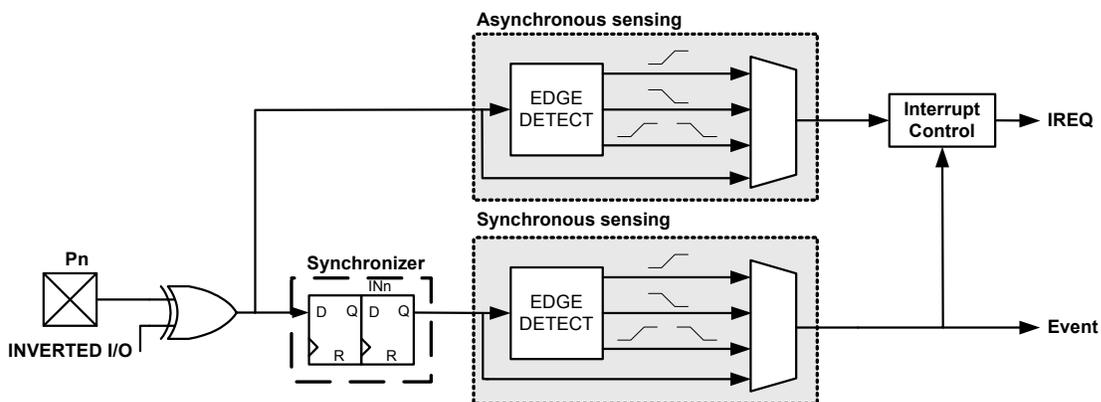 Asynchronous sensing
EDGE
DETECT
Interrupt
Control
IREQ
Synchronous sensing
Pn
Synchronizer
INn
D Q D Q
R R
INVERTED I/O
EDGE
DETECT
Event